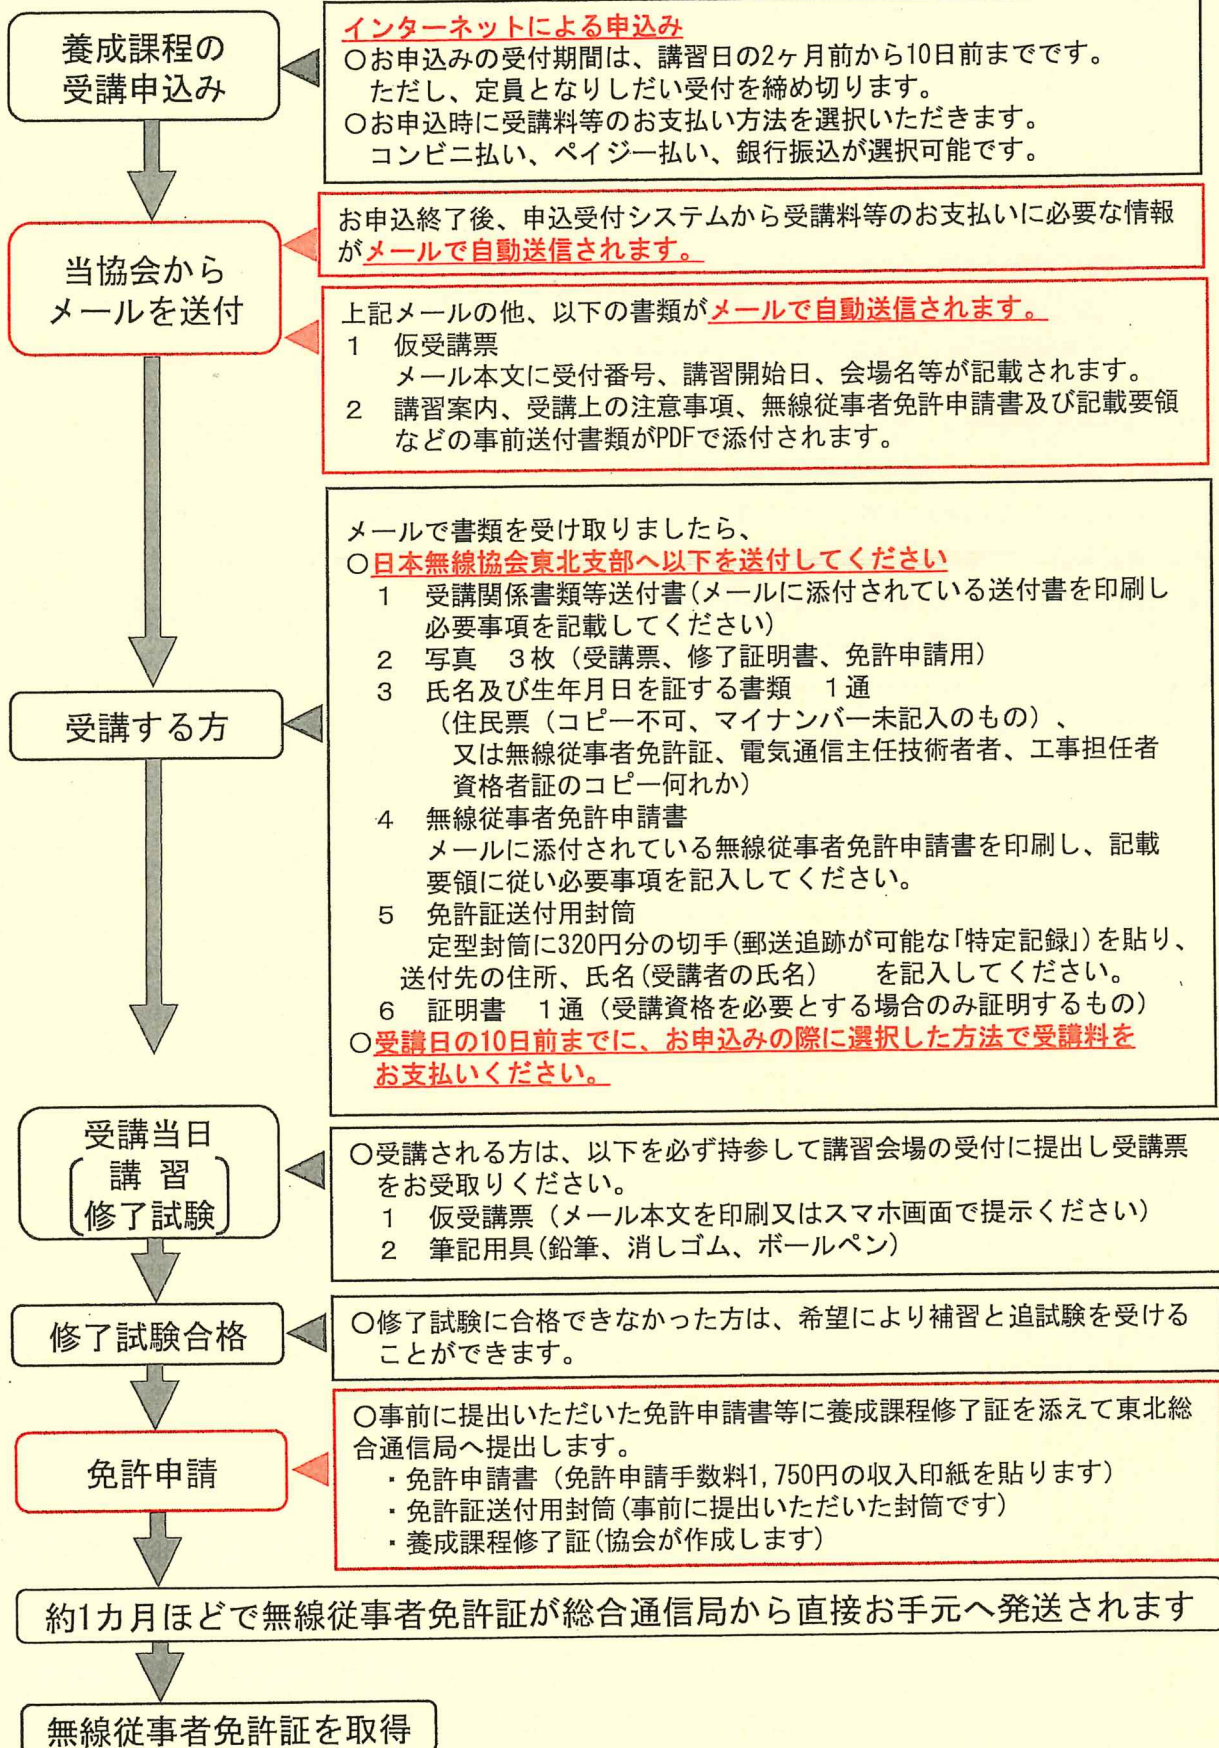 養成課程の
受講申込み
インターネットによる申込み
○お申込みの受付期間は、講習日の2ヶ月前から10日前までです。
ただし、定員となりしだい受付を締め切ります。
○お申込時に受講料等のお支払い方法を選択いただきます。
コンビニ払い、ペイジー払い、銀行振込が選択可能です。
当協会から
メールを送付
お申込終了後、申込受付システムから受講料等のお支払いに必要な情報
がメールで自動送信されます。
上記メールの他、以下の書類がメールで自動送信されます。
1 仮受講票
メール本文に受付番号、講習開始日、会場名等が記載されます。
2 講習案内、受講上の注意事項、無線従事者免許申請書及び記載要領
などの事前送付書類がPDFで添付されます。
受講する方
メールで書類を受け取りましたら、
○日本無線協会東北支部へ以下を送付してください
1 受講関係書類等送付書(メールに添付されている送付書を印刷し
必要事項を記載してください)
2 写真 3枚（受講票、修了証明書、免許申請用）
3 氏名及び生年月日を証する書類 1通
（住民票（コピー不可、マイナンバー未記入のもの）、
又は無線従事者免許証、電気通信主任技術者者、工事担任者
資格者証のコピー何れか）
4 無線従事者免許申請書
メールに添付されている無線従事者免許申請書を印刷し、記載
要領に従い必要事項を記入してください。
5 免許証送付用封筒
定型封筒に320円分の切手(郵送追跡が可能な「特定記録」)を貼り、
送付先の住所、氏名(受講者の氏名) を記入してください。
6 証明書 1通（受講資格を必要とする場合のみ証明するもの）
○受講日の10日前までに、お申込みの際に選択した方法で受講料を
お支払いください。
受講当日
講 習
修了試験
○受講される方は、以下を必ず持参して講習会場の受付に提出し受講票
をお受取りください。
1 仮受講票（メール本文を印刷又はスマホ画面で提示ください）
2 筆記用具(鉛筆、消しゴム、ボールペン)
修了試験合格
○修了試験に合格できなかった方は、希望により補習と追試験を受ける
ことができます。
免許申請
○事前に提出いただいた免許申請書等に養成課程修了証を添えて東北総
合通信局へ提出します。
・免許申請書（免許申請手数料1,750円の収入印紙を貼ります）
・免許証送付用封筒(事前に提出いただいた封筒です)
・養成課程修了証(協会が作成します)
約1カ月ほどで無線従事者免許証が総合通信局から直接お手元へ発送されます
無線従事者免許証を取得